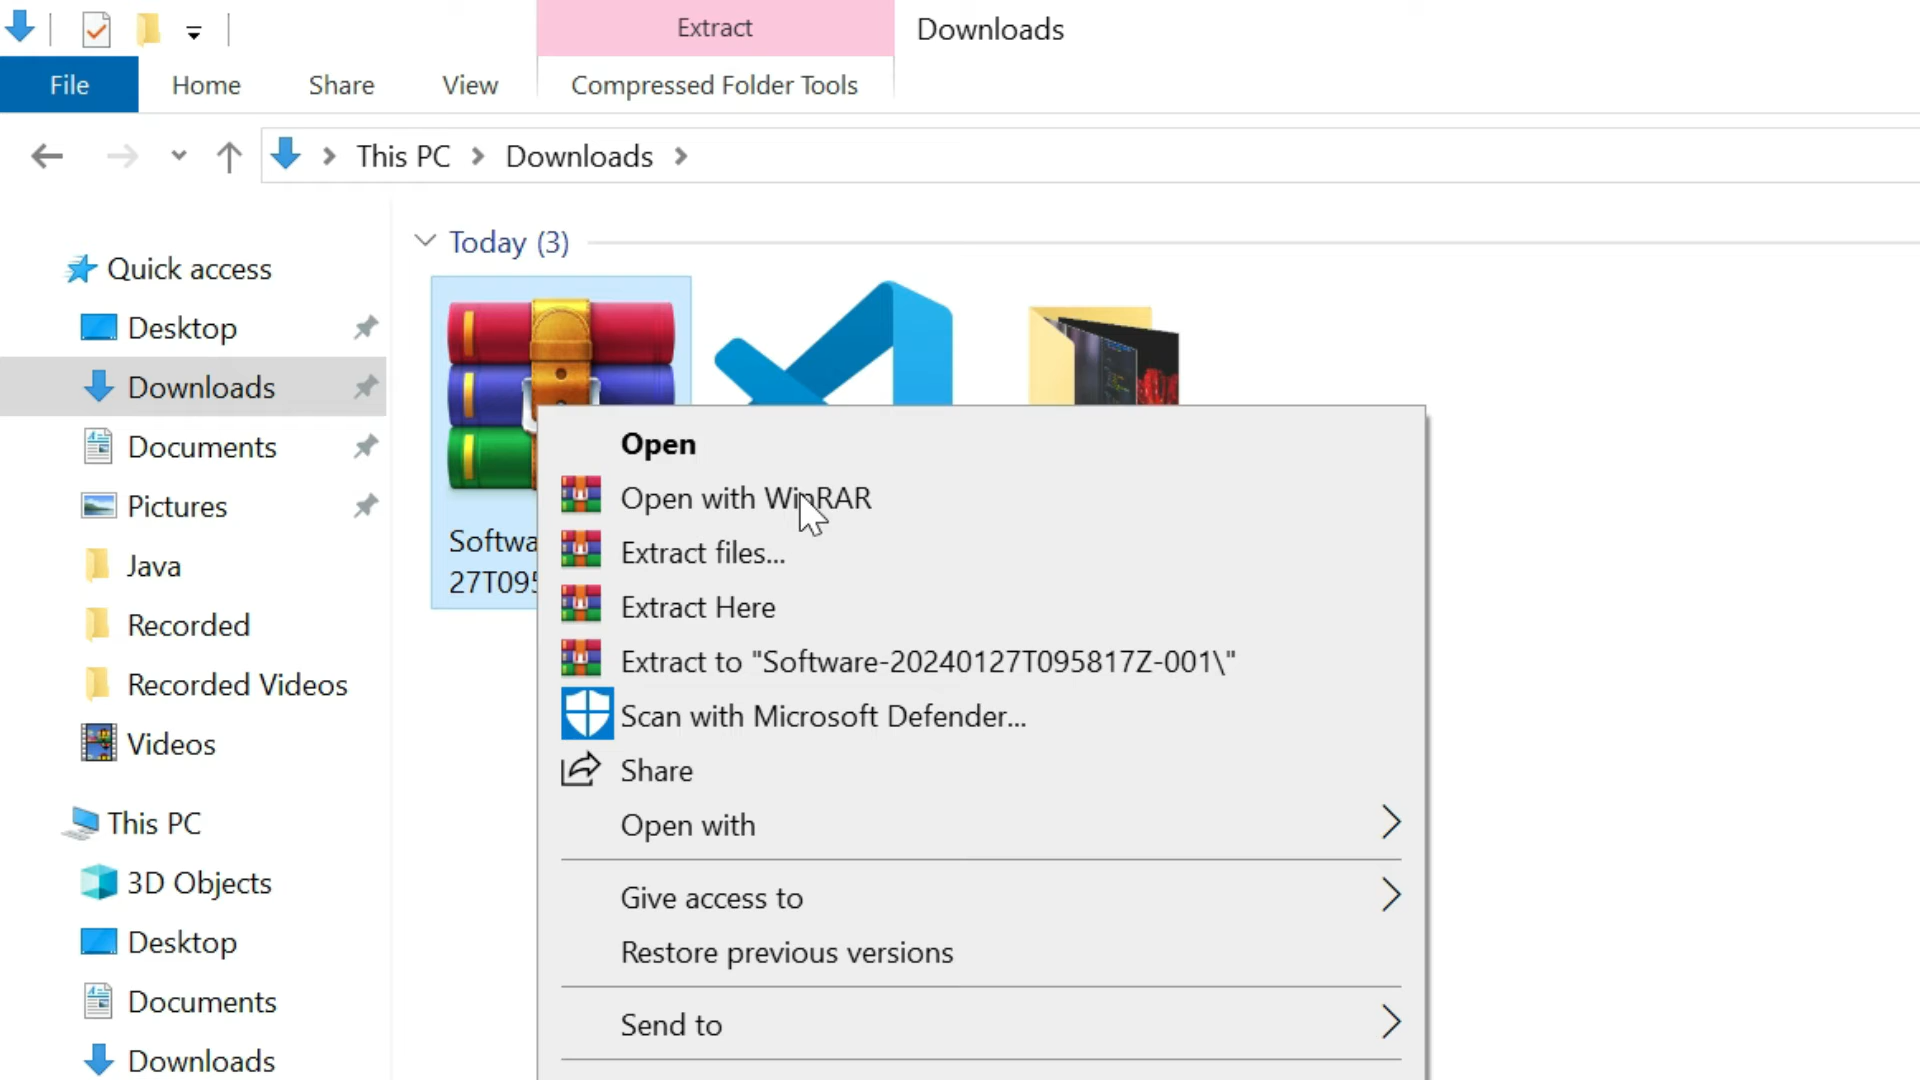 Extract
Downloads
File
Home
Share
View
Compressed Folder Tools
This PC
Downloads
Quick access
Desktop
Downloads
Documents
Pictures
Java
Recorded
Recorded Videos
Videos
This PC
3D Objects
Desktop
Documents
Downloads
Today (3)
Softwa
27T095
Open
Open with WinRAR
Extract files...
Extract Here
Extract to "Software-20240127T095817Z-001\"
Scan with Microsoft Defender...
Share
Open with
Give access to
Restore previous versions
Send to